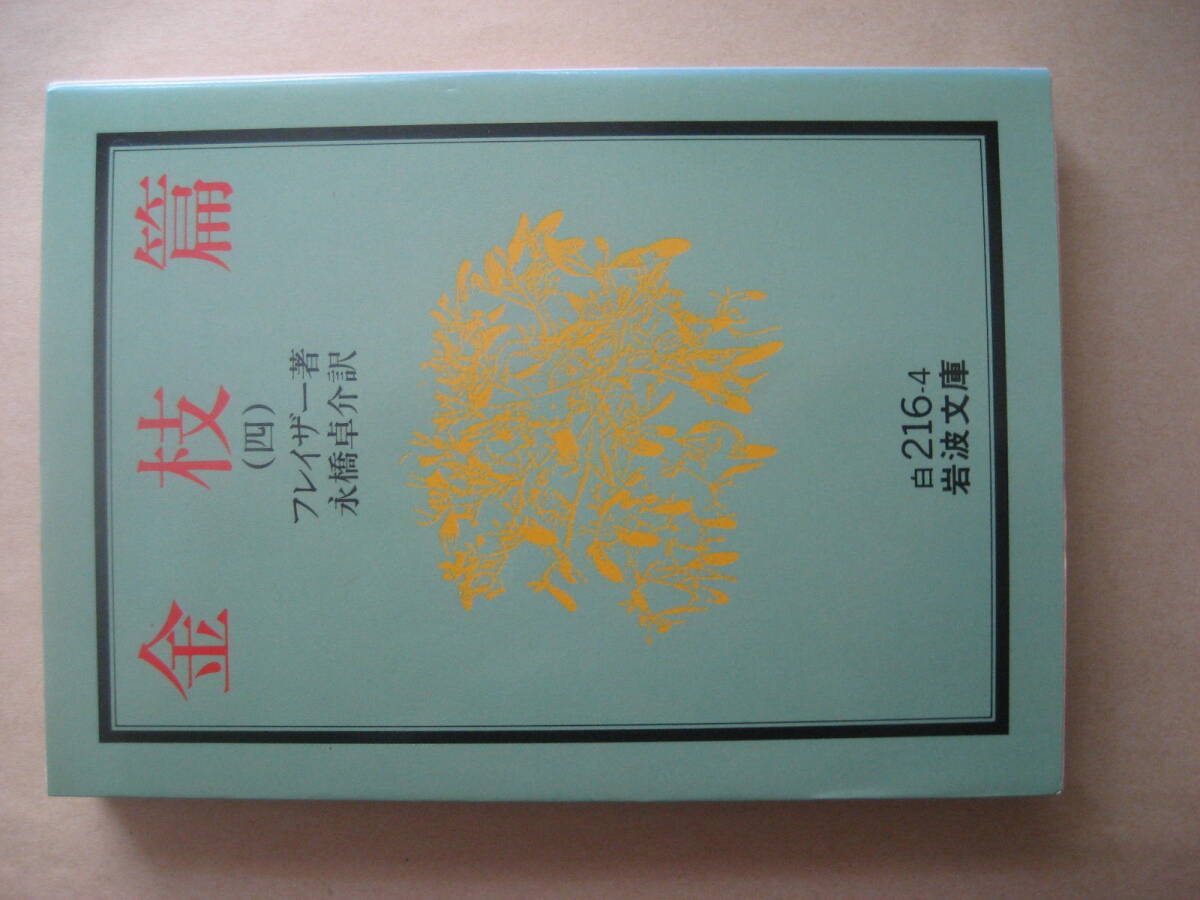 金枝篇
(四)
フレイザー著
永橋卓介訳
白216-4
岩波文庫